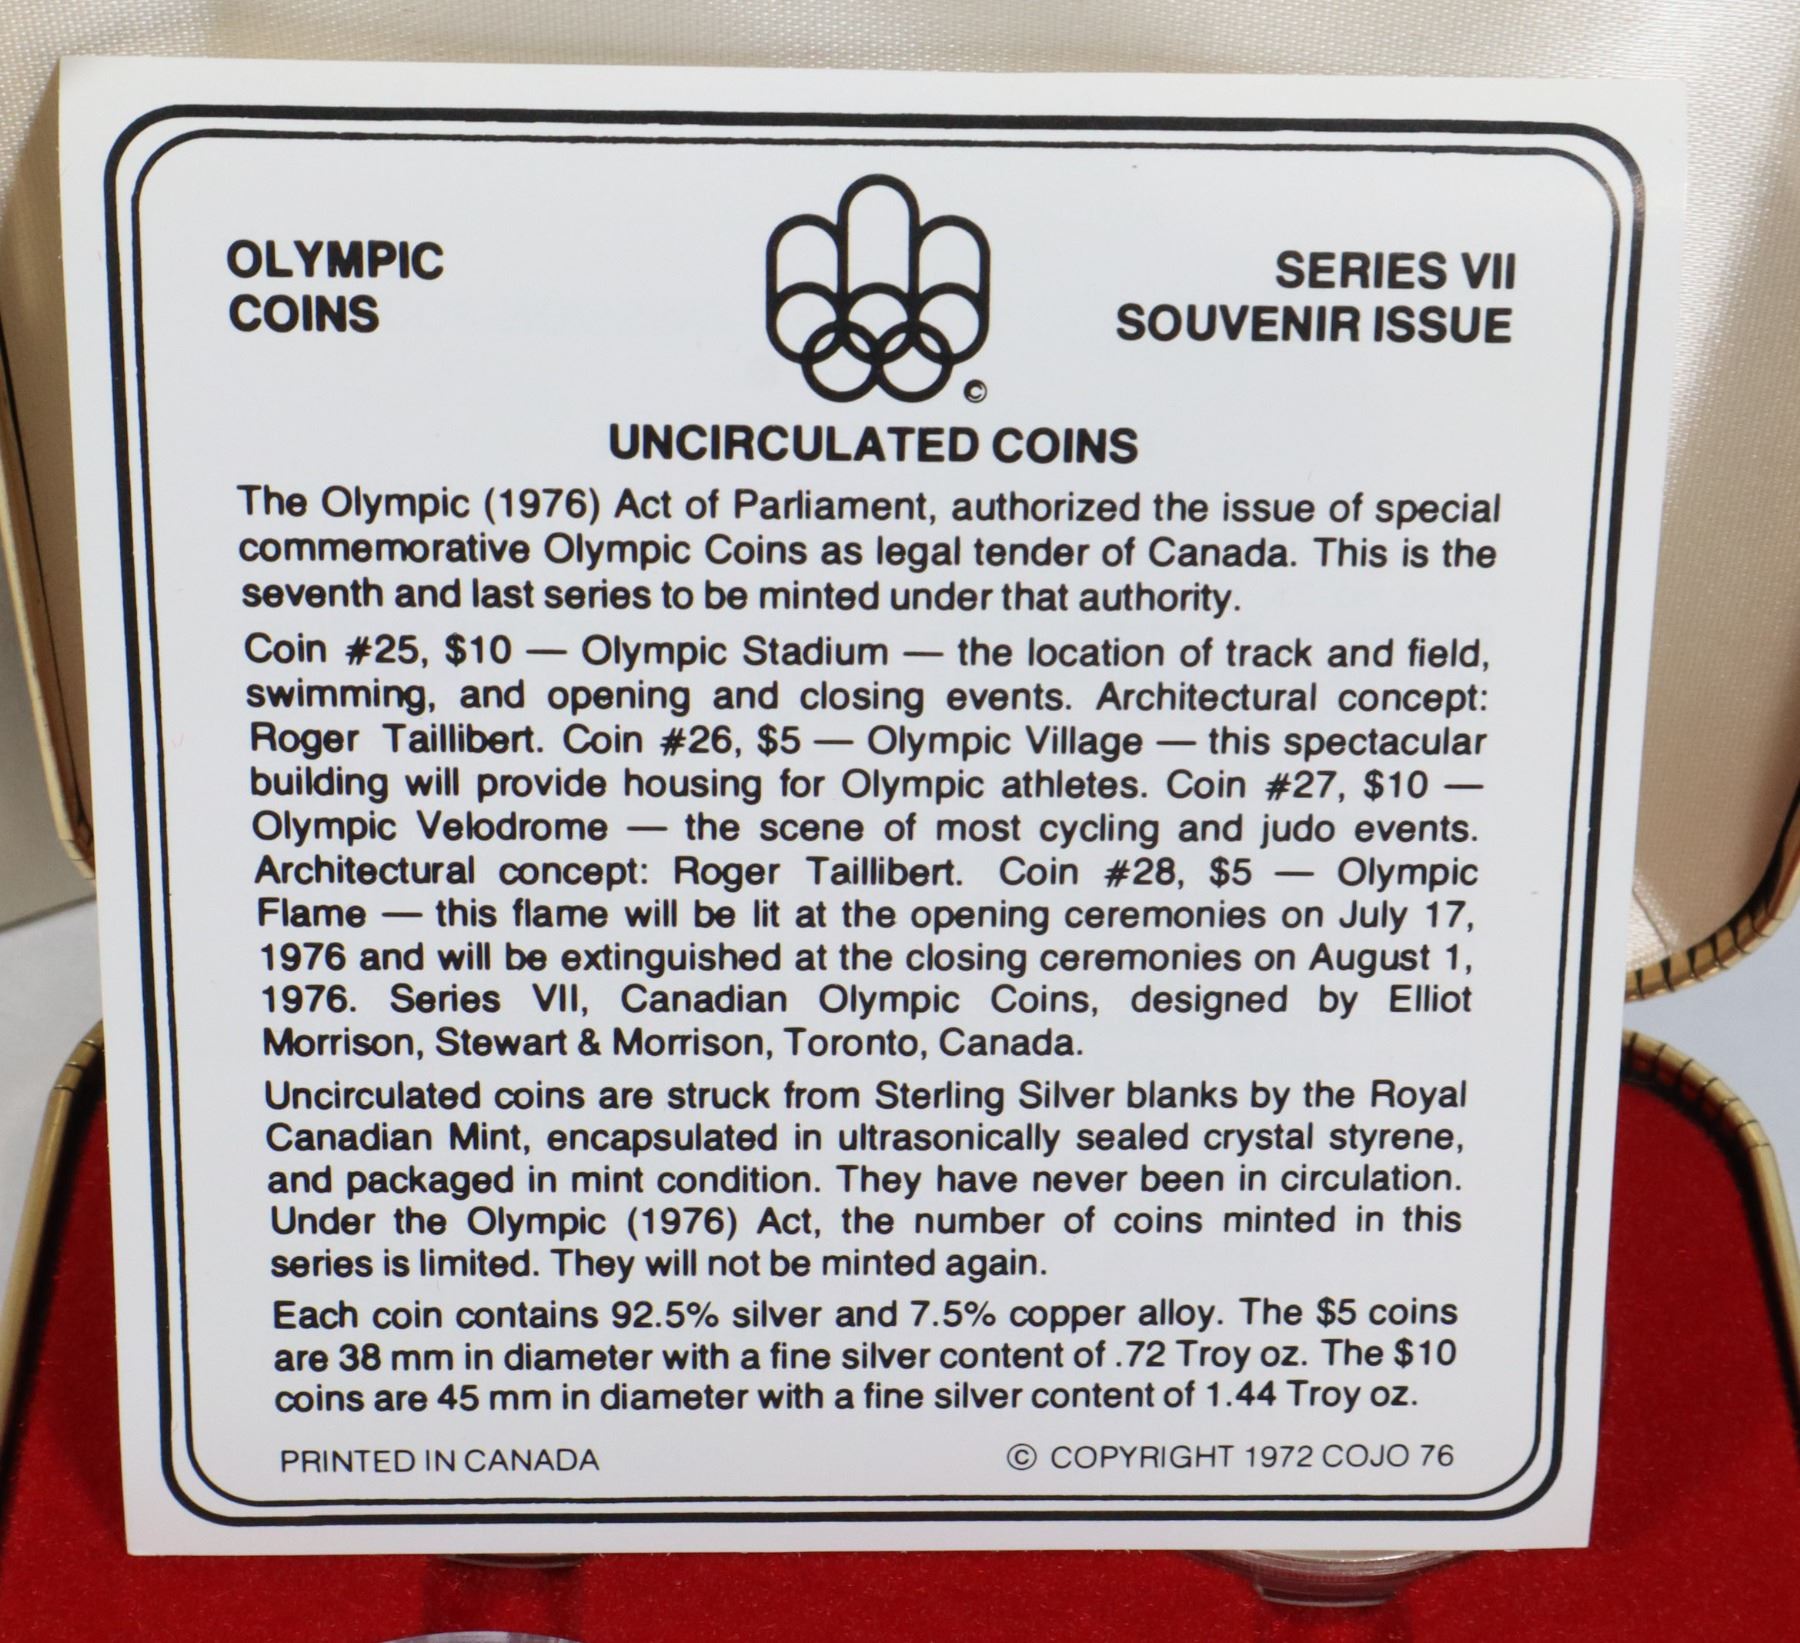 OLYMPIC
COINS
SERIES VII
SOUVENIR ISSUE
©
UNCIRCULATED COINS
The Olympic (1976) Act of Parliament, authorized the issue of special
commemorative Olympic Coins as legal tender of Canada. This is the
seventh and last series to be minted under that authority.
Coin #25, $10 — Olympic Stadium — the location of track and field,
swimming, and opening and closing events. Architectural concept:
Roger Taillibert. Coin #26, $5 — Olympic Village — this spectacular
building will provide housing for Olympic athletes. Coin #27, $10 —
Olympic Velodrome — the scene of most cycling and judo events.
Architectural concept: Roger Taillibert. Coin #28, $5 — Olympic
Flame — this flame will be lit at the opening ceremonies on July 17,
1976 and will be extinguished at the closing ceremonies on August 1,
1976. Series VII, Canadian Olympic Coins, designed by Elliot
Morrison, Stewart & Morrison, Toronto, Canada.
Uncirculated coins are struck from Sterling Silver blanks by the Royal
Canadian Mint, encapsulated in ultrasonically sealed crystal styrene,
and packaged in mint condition. They have never been in circulation.
Under the Olympic (1976) Act, the number of coins minted in this
series is limited. They will not be minted again.
Each coin contains 92.5% silver and 7.5% copper alloy. The $5 coins
are 38 mm in diameter with a fine silver content of .72 Troy oz. The $10
coins are 45 mm in diameter with a fine silver content of 1.44 Troy oz.
PRINTED IN CANADA
© COPYRIGHT 1972 COJO 76